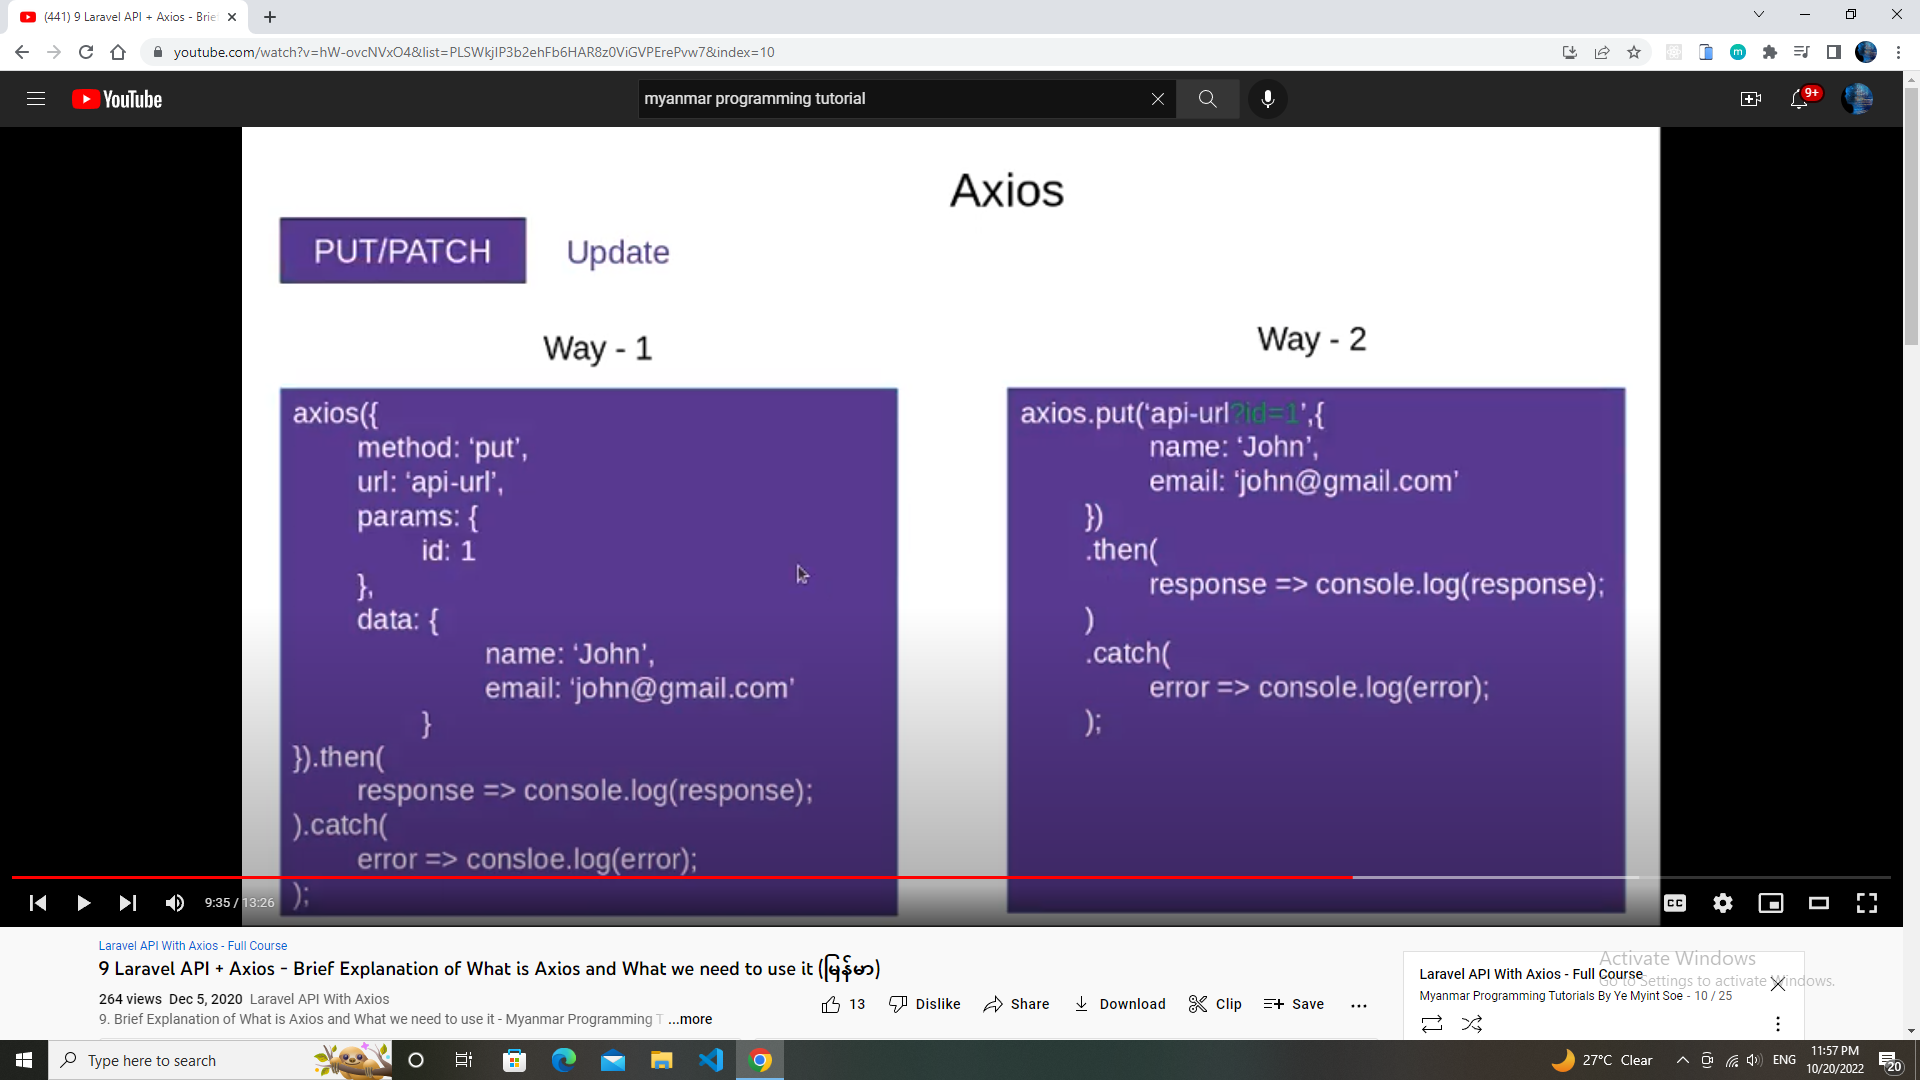 (441) 9 Laravel API + Axios - Brie
youtube.com/watch?v=hW-ovcNVxO4&list=PLSWkjIP3b2ehFb6HAR8z0ViGVPErePvw7&index=10
YouTube
myanmar programming tutorial
9+
Axios
PUT/PATCH
Update
Way - 1
Way - 2
axios({
method: ‘put’,
url: ‘api-url’,
params: {
id: 1
},
data: {
name: ‘John’,
email: ‘john@gmail.com’
}
}).then(
response => console.log(response);
).catch(
error => consloe.log(error);
);
axios.put(‘api-url?id=1’,{
name: ‘John’,
email: ‘john@gmail.com’
})
.then(
response => console.log(response);
)
.catch(
error => console.log(error);
);
9:35 / 13:26
CC
Laravel API With Axios - Full Course
9 Laravel API + Axios - Brief Explanation of What is Axios and What we need to use it (မြန်မာ)
264 views Dec 5, 2020 Laravel API With Axios
13 Dislike Share Download Clip Save
9. Brief Explanation of What is Axios and What we need to use it - Myanmar Programming T ...more
Laravel API With Axios - Full Course
Myanmar Programming Tutorials By Ye Myint Soe - 10 / 25
Activate Windows
Go to Settings to activate Windows.
Type here to search
27°C Clear
ENG
11:57 PM
10/20/2022
20